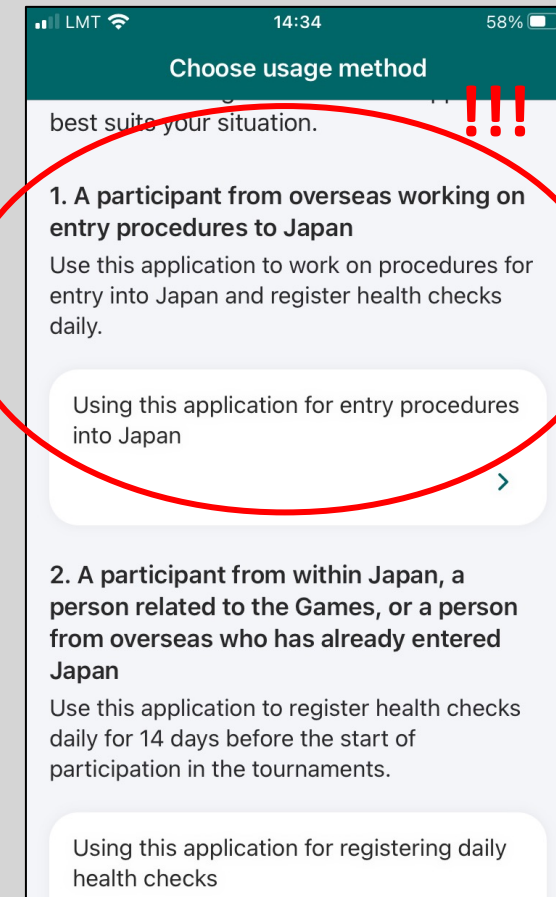 LMT 14:34 58%
Choose usage method
!!!
best suits your situation.
1. A participant from overseas working on
entry procedures to Japan
Use this application to work on procedures for
entry into Japan and register health checks
daily.
Using this application for entry procedures
into Japan
2. A participant from within Japan, a
person related to the Games, or a person
from overseas who has already entered
Japan
Use this application to register health checks
daily for 14 days before the start of
participation in the tournaments.
Using this application for registering daily
health checks